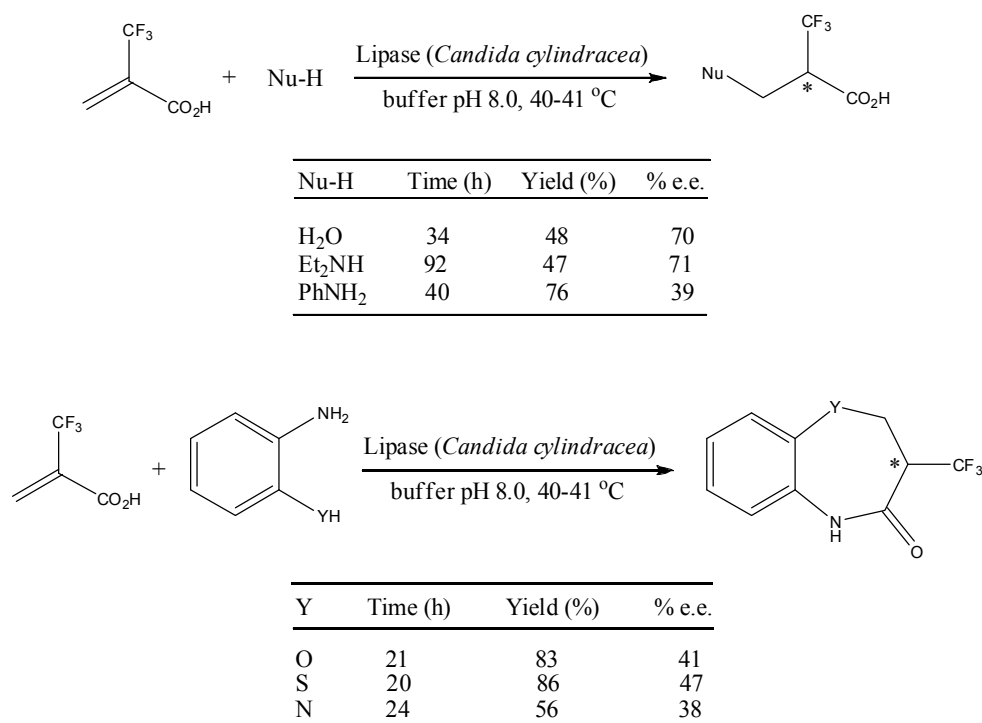 CF3
CO2H
+
Nu-H
Lipase (Candida cylindracea)
buffer pH 8.0, 40-41 °C
CF3
Nu
*
CO2H
Nu-H Time (h) Yield (%) % e.e.
H2O 34 48 70
Et2NH 92 47 71
PhNH2 40 76 39
CF3
CO2H
+
NH2
YH
Lipase (Candida cylindracea)
buffer pH 8.0, 40-41 °C
Y
*
CF3
N
H
O
Y Time (h) Yield (%) % e.e.
O 21 83 41
S 20 86 47
N 24 56 38